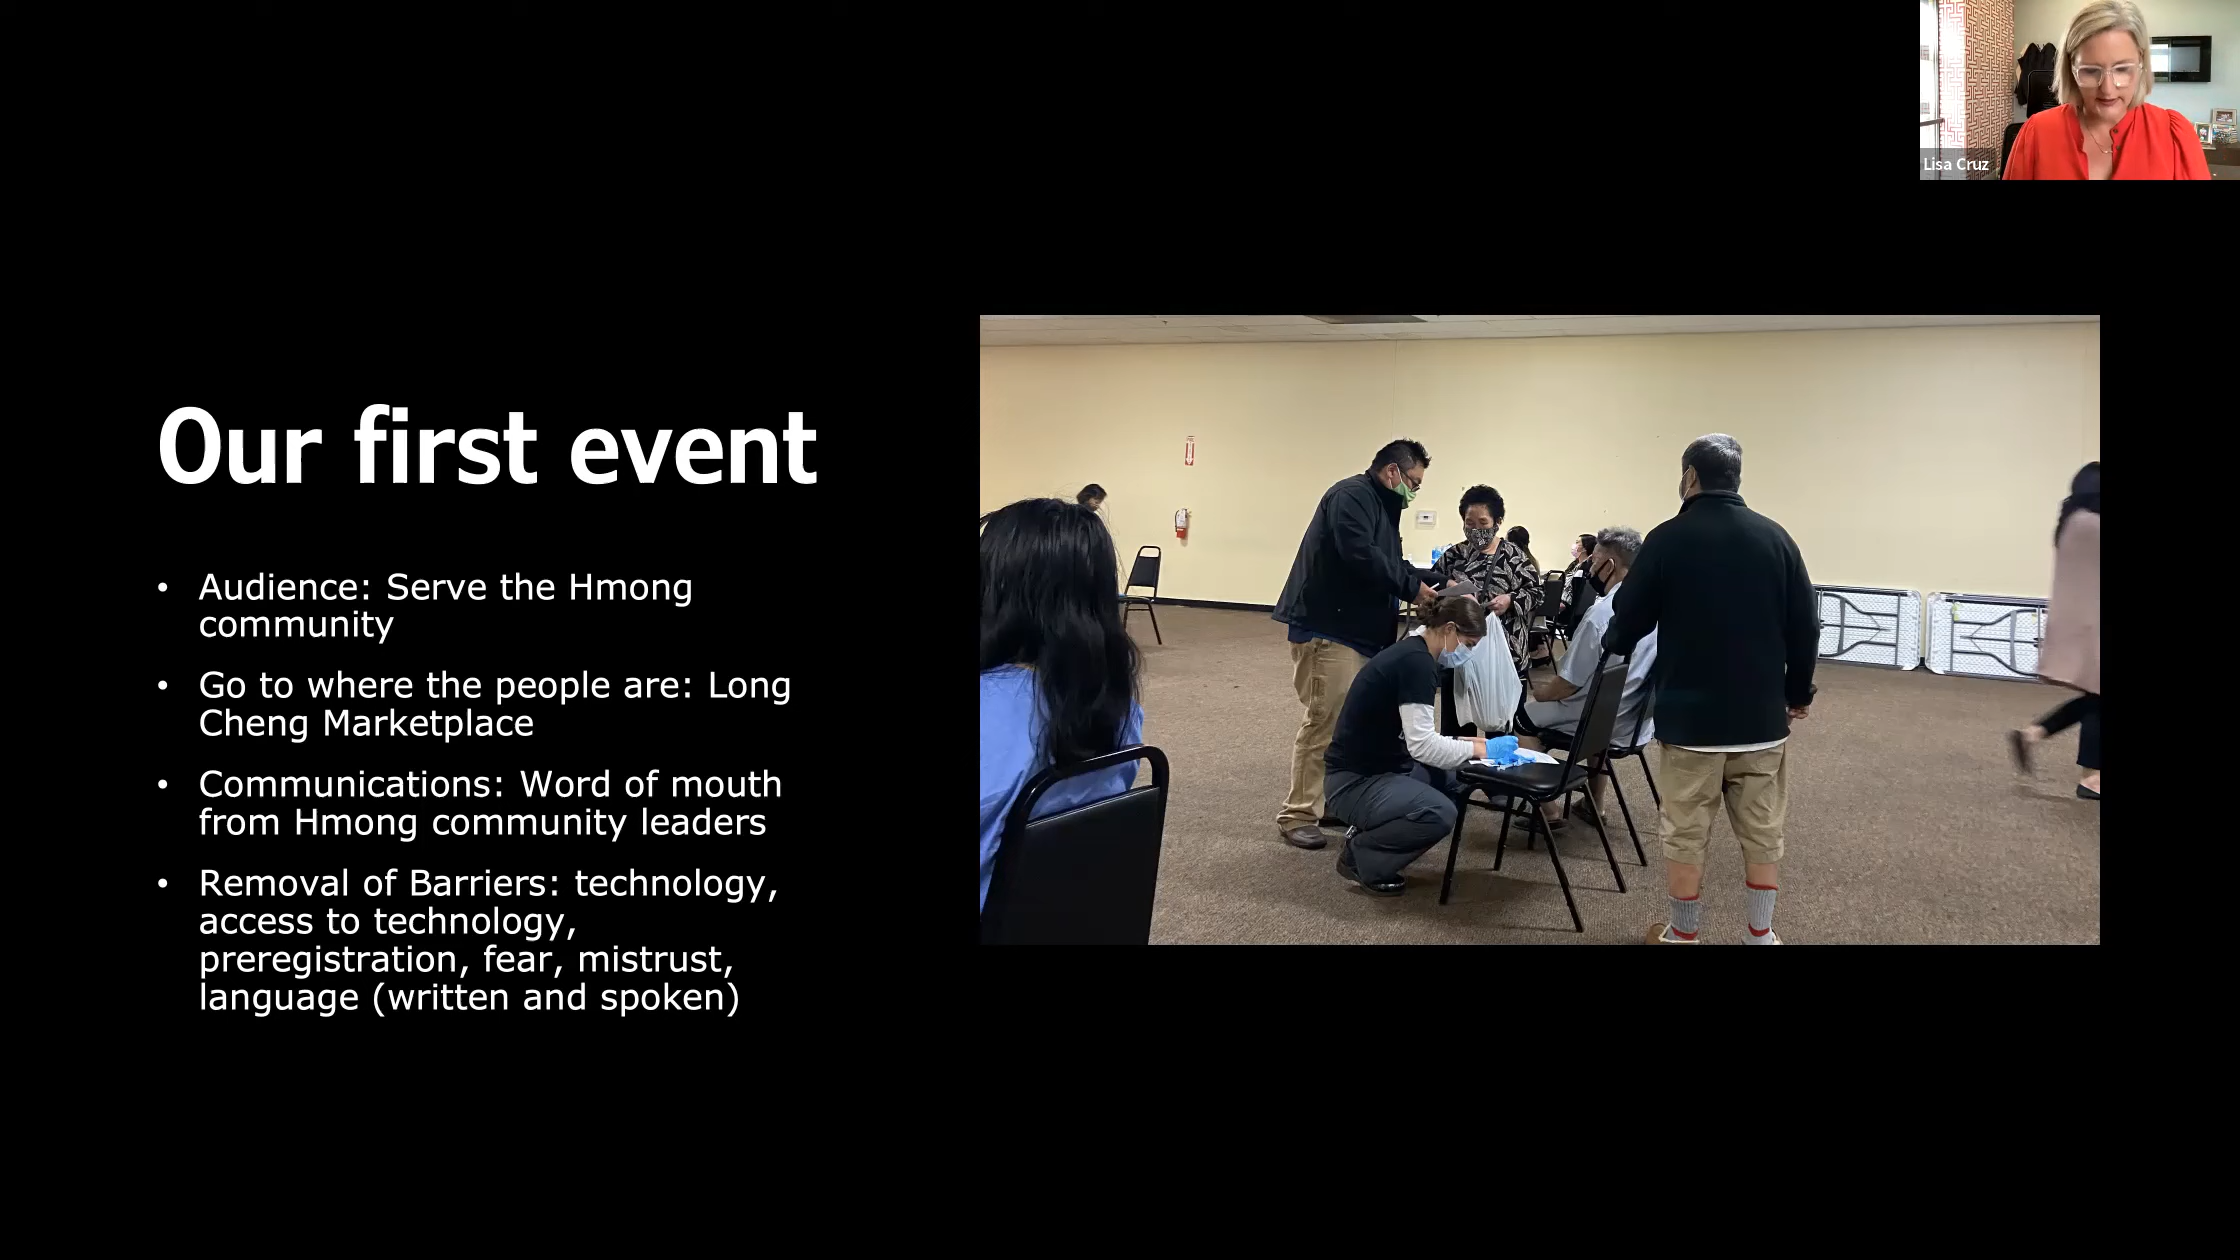 Lisa Cruz
Our first event
• Audience: Serve the Hmong
community
• Go to where the people are: Long
Cheng Marketplace
• Communications: Word of mouth
from Hmong community leaders
• Removal of Barriers: technology,
access to technology,
preregistration, fear, mistrust,
language (written and spoken)